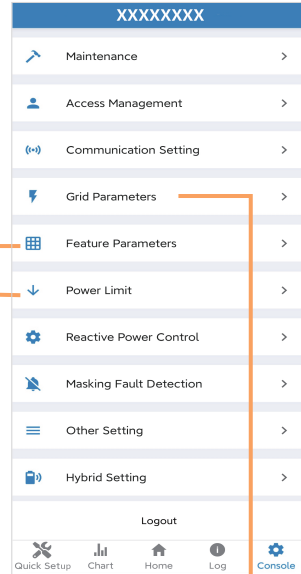 XXXXXXXX
Maintenance
Access Management
Communication Setting
Grid Parameters
Feature Parameters
Power Limit
Reactive Power Control
Masking Fault Detection
Other Setting
Hybrid Setting
Logout
Quick Setup Chart Home Log Console